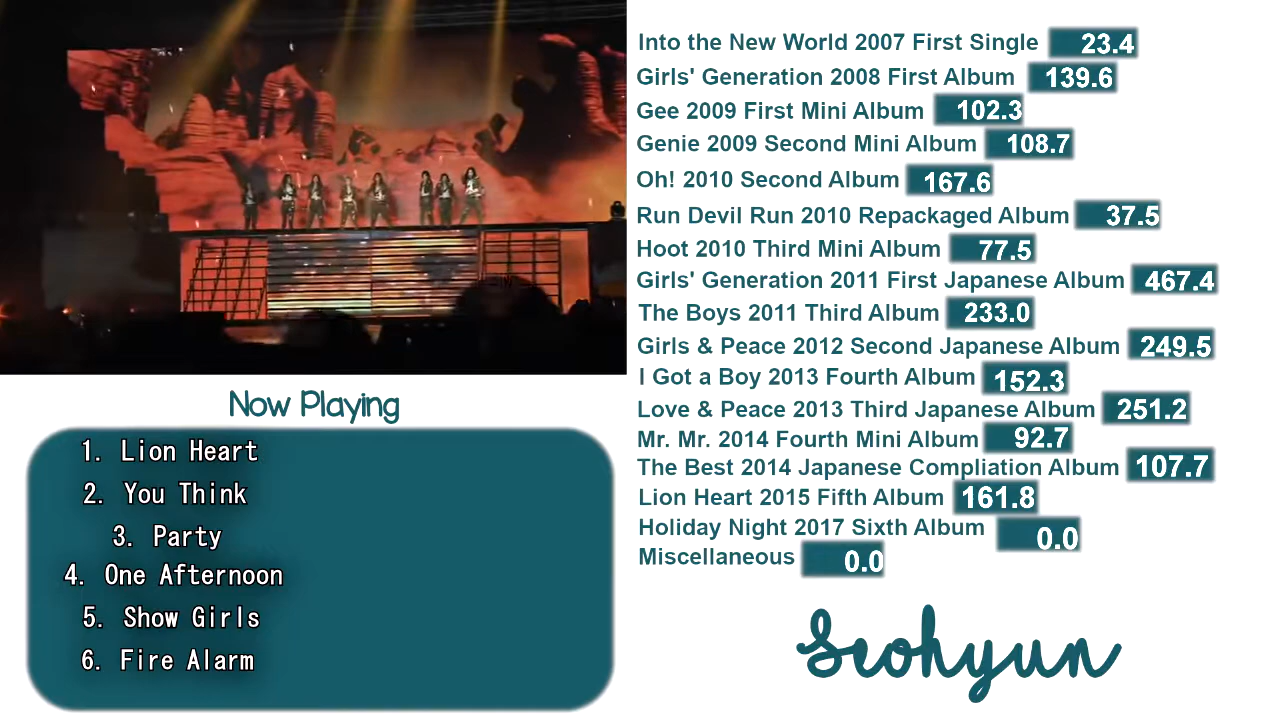 Into the New World 2007 First Single 23.4
Girls' Generation 2008 First Album 139.6
Gee 2009 First Mini Album 102.3
Genie 2009 Second Mini Album 108.7
Oh! 2010 Second Album 167.6
Run Devil Run 2010 Repackaged Album 37.5
Hoot 2010 Third Mini Album 77.5
Girls' Generation 2011 First Japanese Album 467.4
The Boys 2011 Third Album 233.0
Girls & Peace 2012 Second Japanese Album 249.5
I Got a Boy 2013 Fourth Album 152.3
Love & Peace 2013 Third Japanese Album 251.2
Mr. Mr. 2014 Fourth Mini Album 92.7
The Best 2014 Japanese Compliation Album 107.7
Lion Heart 2015 Fifth Album 161.8
Holiday Night 2017 Sixth Album 0.0
Miscellaneous 0.0
Seohyun
Now Playing
1. Lion Heart
2. You Think
3. Party
4. One Afternoon
5. Show Girls
6. Fire Alarm